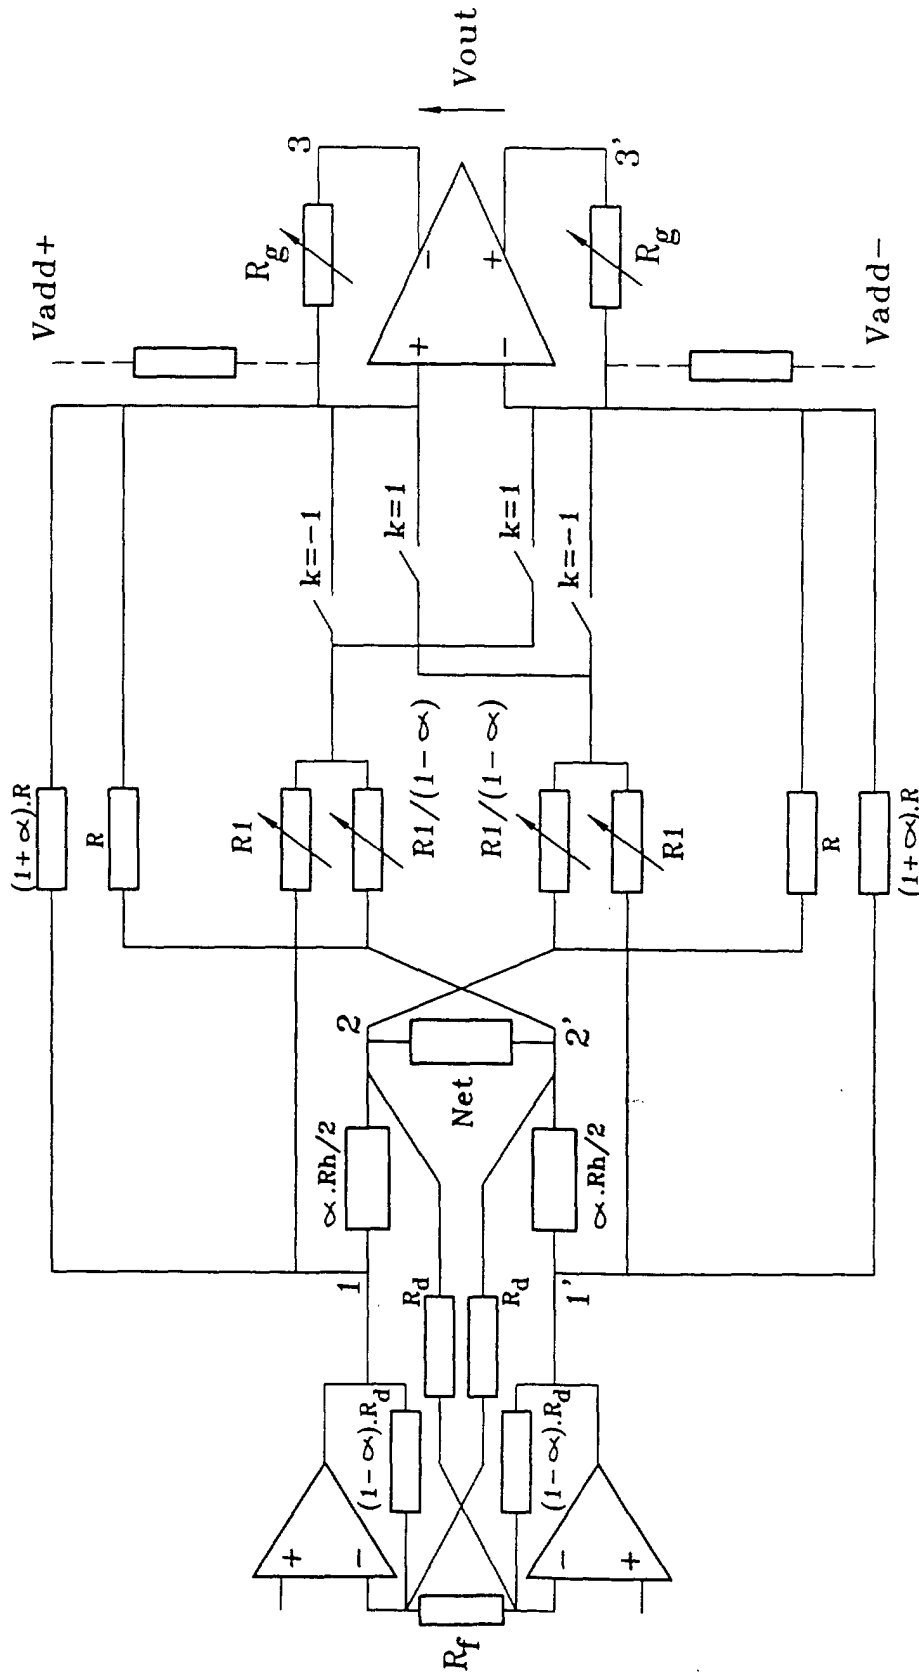 (1+α).R
Vadd+
R
R1
Rg
3
k=-1
α.Rh/2
1
2
+
-
(1-α).Rd
k=1
+
-
Rd
R1/(1-γ)
Rf
Net
Vout
R1/(1-γ)
k=1
-
+
Rd
-
+
(1-α).Rd
k=-1
1'
2'
α.Rh/2
3'
Rg
R1
R
Vadd-
(1+α).R